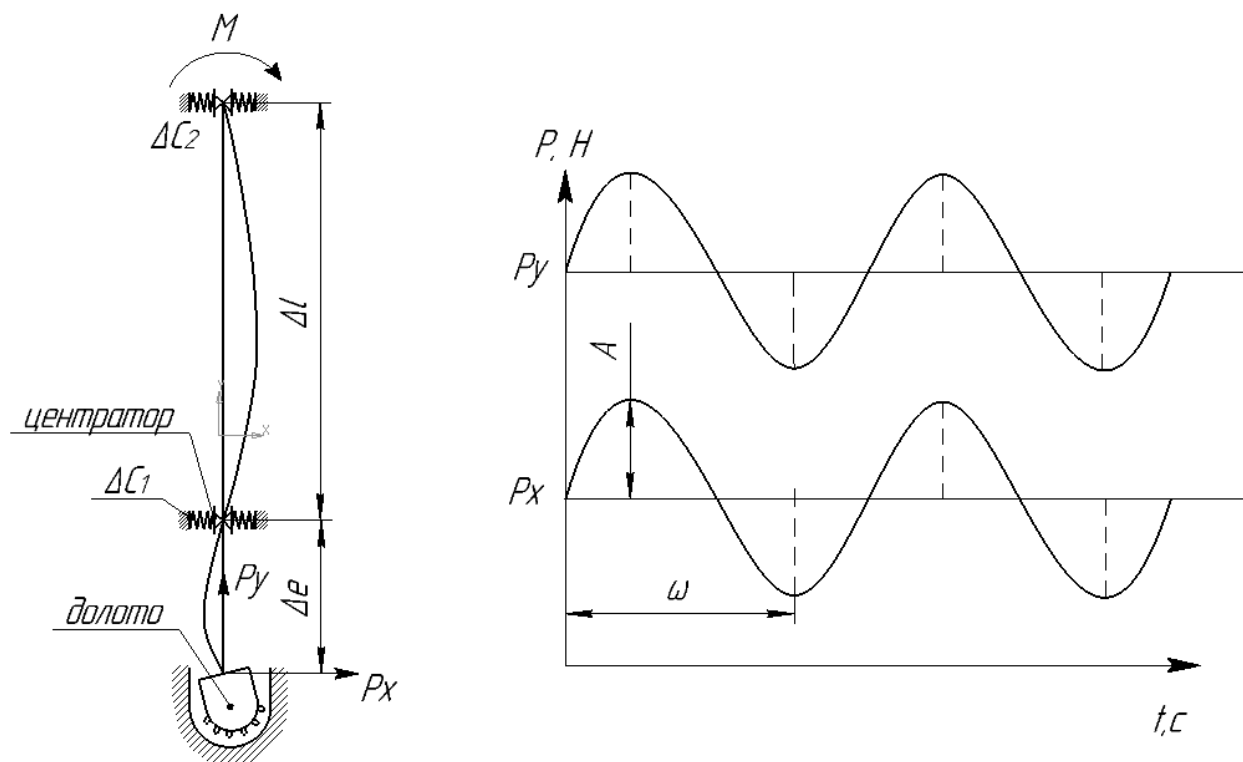 M
ΔC₂
Δl
Y
X
центратор
ΔC₁
Py
Δe
долото
Px
P, H
Py
A
Px
ω
t,c